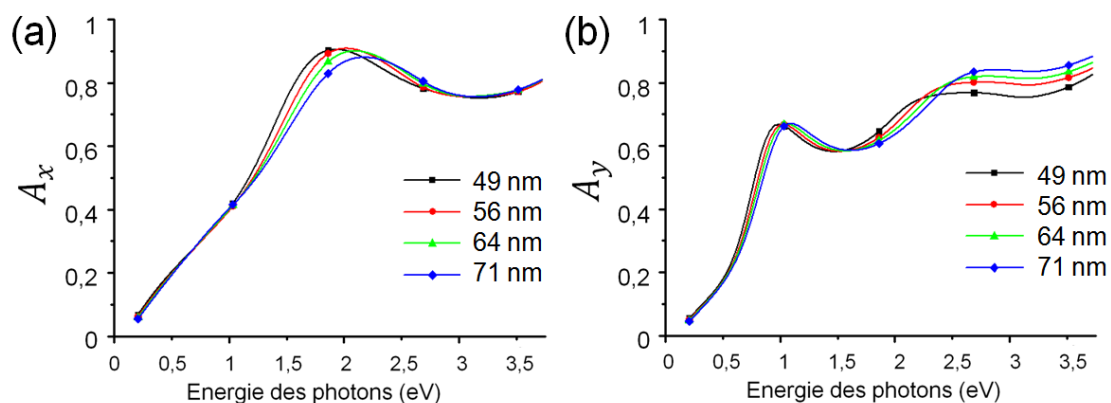 (a)
A_x
1
0,8
0,6
0,4
0,2
0
0 0,5 1 1,5 2 2,5 3 3,5
Energie des photons (eV)
49 nm
56 nm
64 nm
71 nm
(b)
A_y
1
0,8
0,6
0,4
0,2
0
0 0,5 1 1,5 2 2,5 3 3,5
Energie des photons (eV)
49 nm
56 nm
64 nm
71 nm